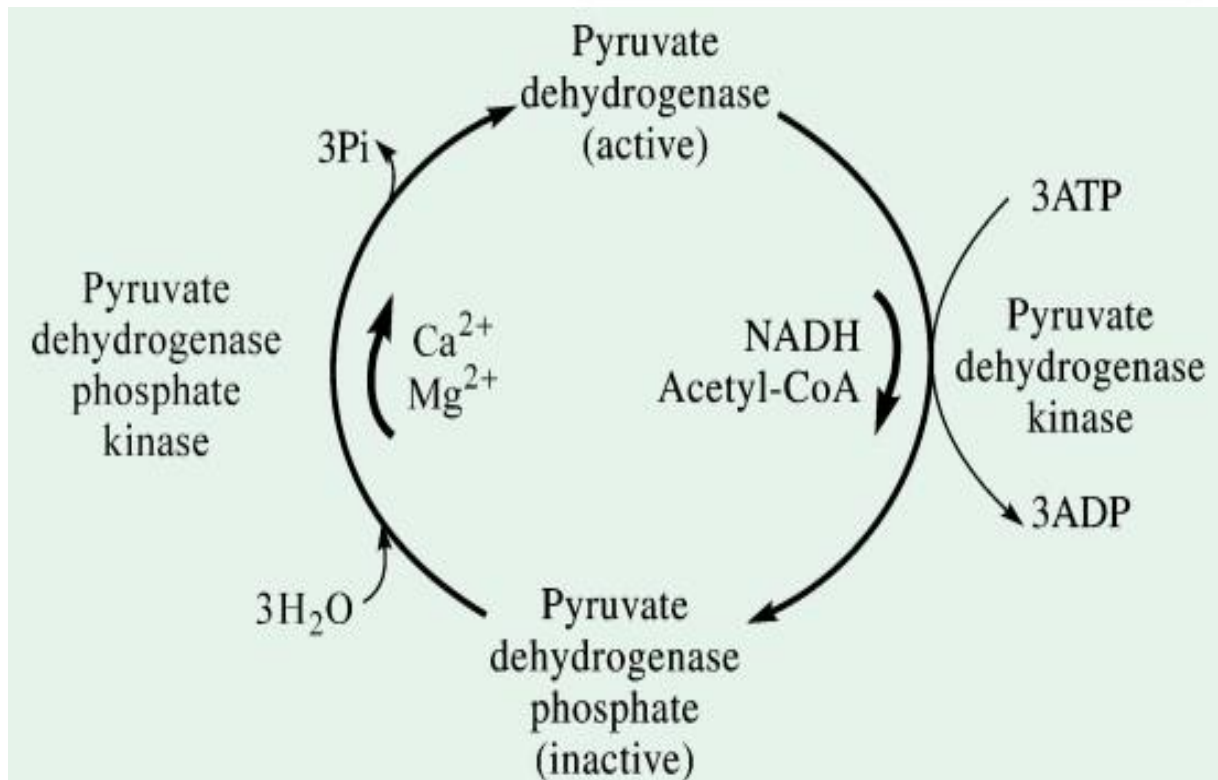 Pyruvate
dehydrogenase
(active)
3Pi
3ATP
Pyruvate
dehydrogenase
phosphate
kinase
Ca²⁺
Mg²⁺
NADH
Acetyl-CoA
Pyruvate
dehydrogenase
kinase
3ADP
3H₂O
Pyruvate
dehydrogenase
phosphate
(inactive)